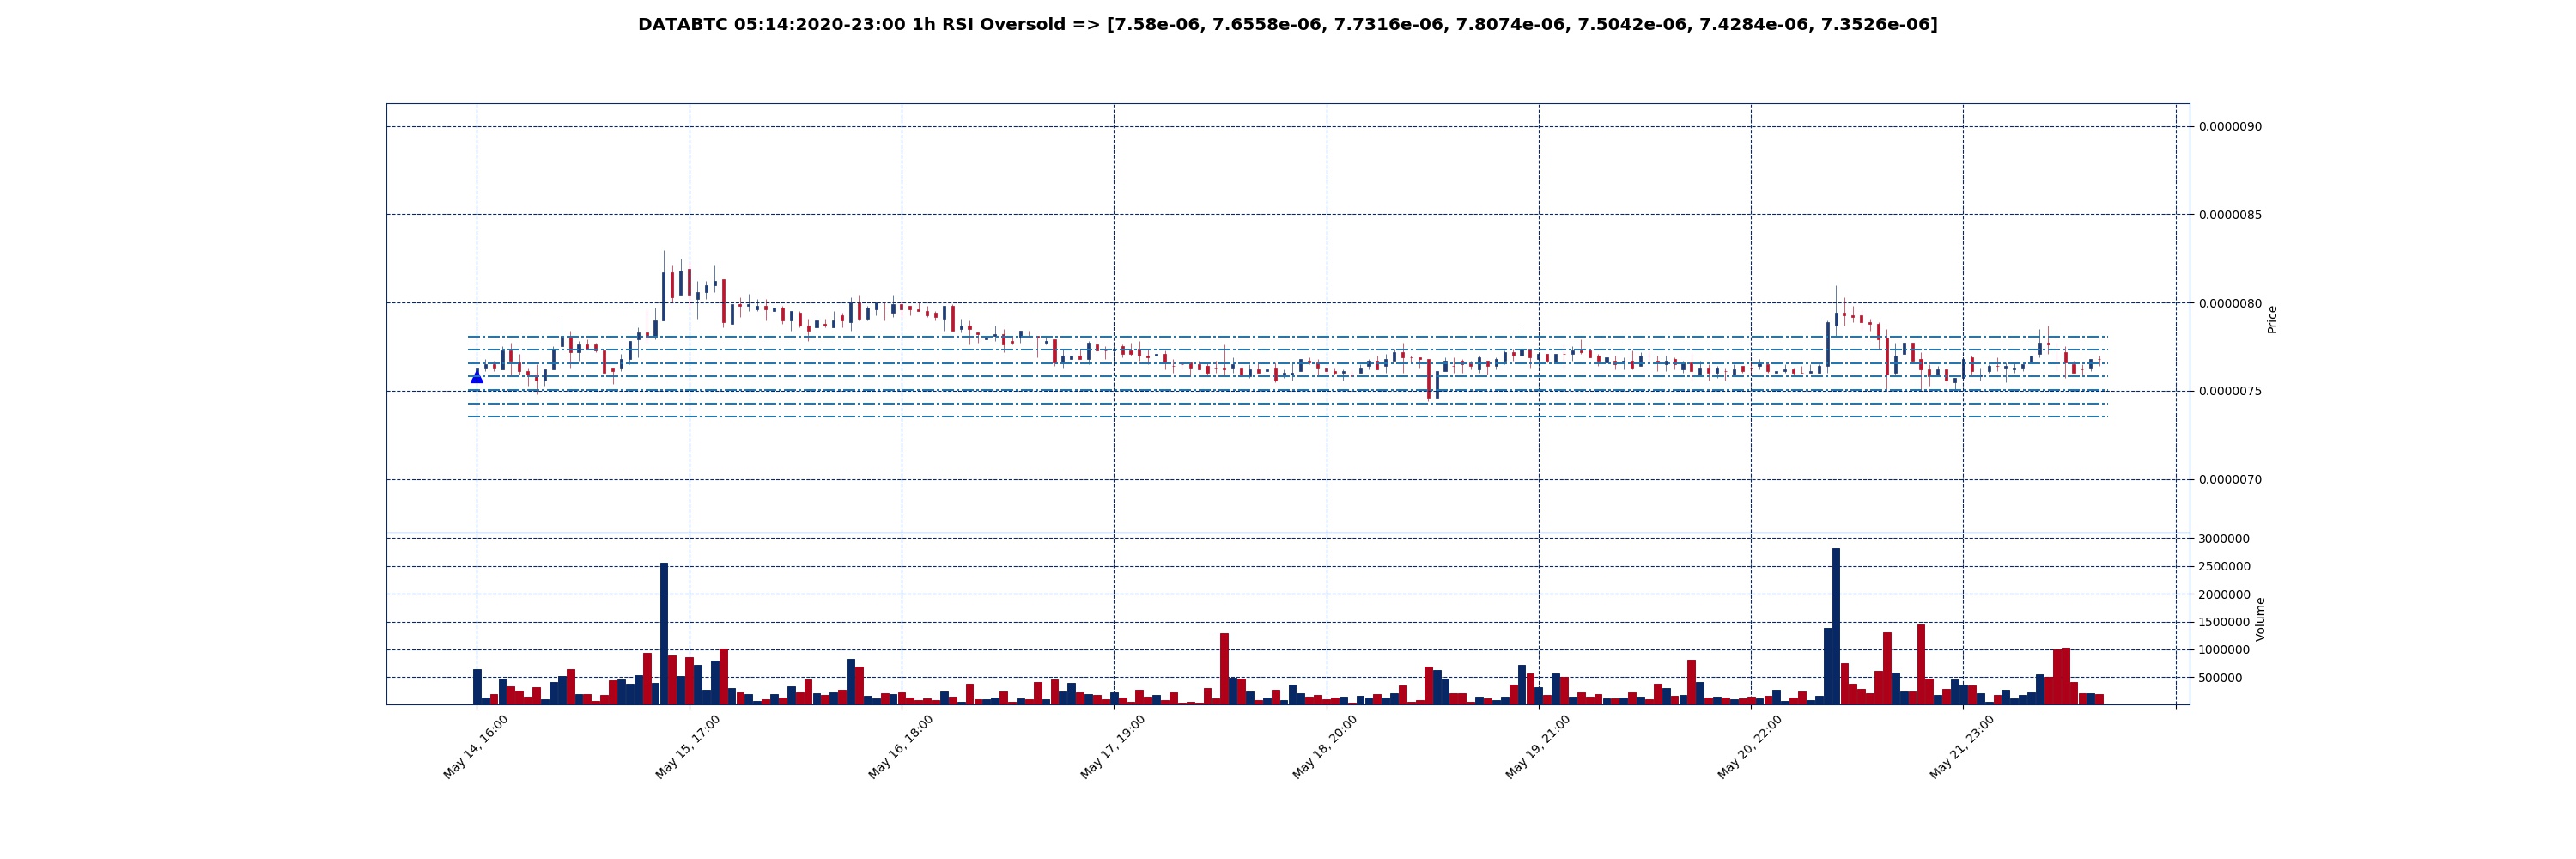 DATABTC 05:14:2020-23:00 1h RSI Oversold => [7.58e-06, 7.6558e-06, 7.7316e-06, 7.8074e-06, 7.5042e-06, 7.4284e-06, 7.3526e-06]
0.0000090
0.0000085
0.0000080
Price
0.0000075
0.0000070
3000000
2500000
2000000
Volume
1500000
1000000
500000
May 14, 16:00
May 15, 17:00
May 16, 18:00
May 17, 19:00
May 18, 20:00
May 19, 21:00
May 20, 22:00
May 21, 23:00